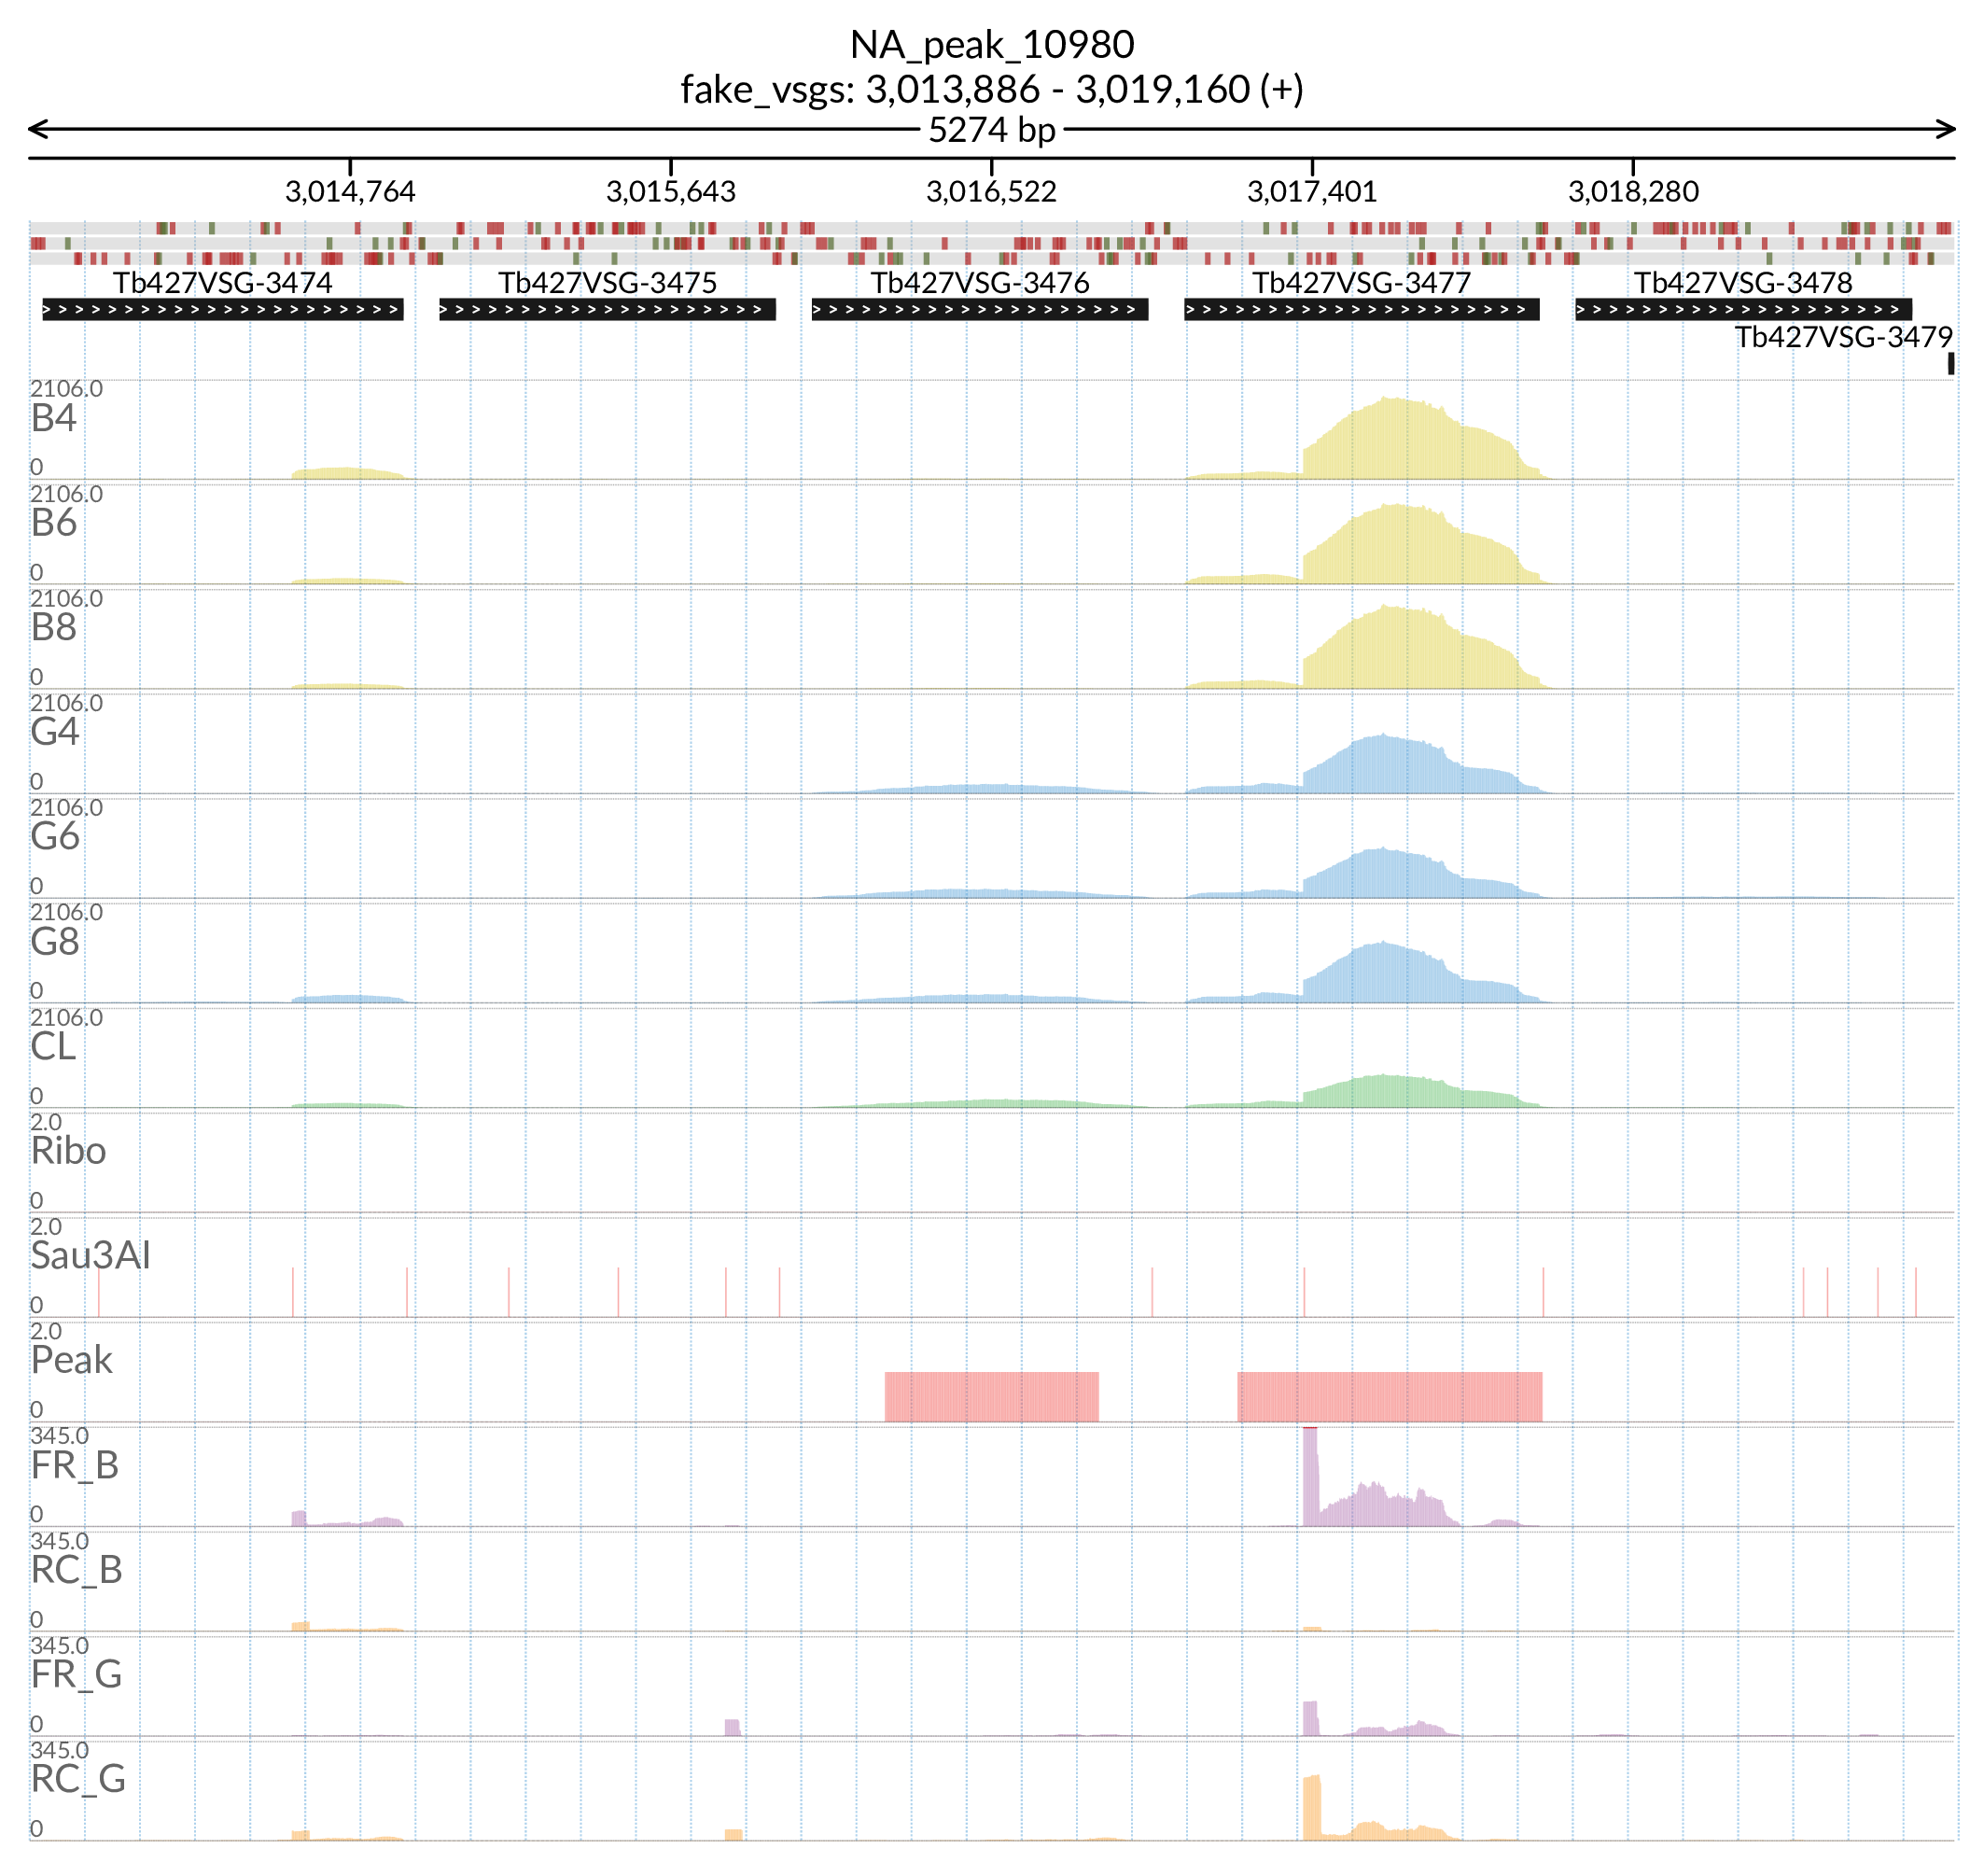 NA_peak_10980
fake_vsgs: 3,013,886 - 3,019,160 (+)
5274 bp
3,014,764 3,015,643 3,016,522 3,017,401 3,018,280
Tb427VSG-3474 Tb427VSG-3475 Tb427VSG-3476 Tb427VSG-3477 Tb427VSG-3478
Tb427VSG-3479
2106.0
B4
0
2106.0
B6
0
2106.0
B8
0
2106.0
G4
0
2106.0
G6
0
2106.0
G8
0
2106.0
CL
0
2.0
Ribo
0
2.0
Sau3AI
0
2.0
Peak
0
345.0
FR_B
0
345.0
RC_B
0
345.0
FR_G
0
345.0
RC_G
0